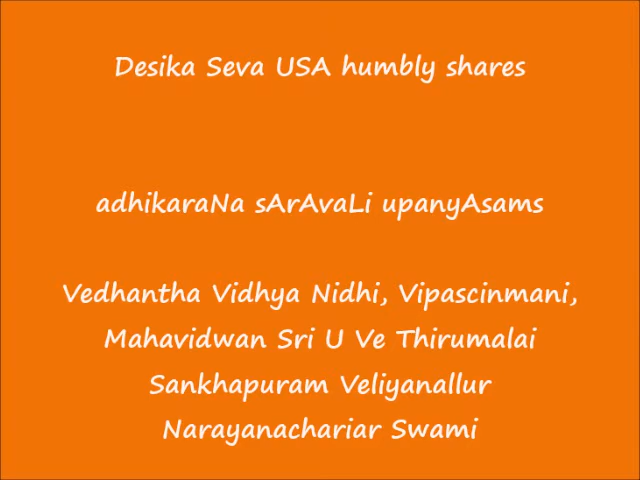 Desika Seva USA humbly shares
adhikaraNa sArAvaLi upanyAsams
Vedhantha Vidhya Nidhi, Vipascinmani,
Mahavidwan Sri U Ve Thirumalai
Sankhapuram Veliyanallur
Narayanachariar Swami